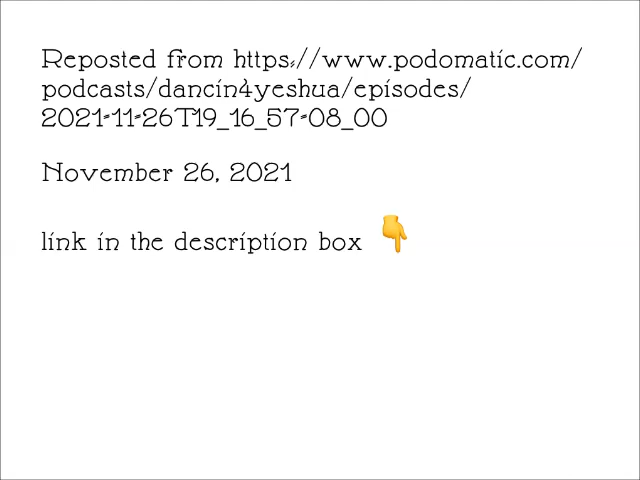 Reposted from https://www.podomatic.com/
podcasts/dancin4yeshua/episodes/
2021-11-26T19_16_57-08_00
November 26, 2021
link in the description box 👇